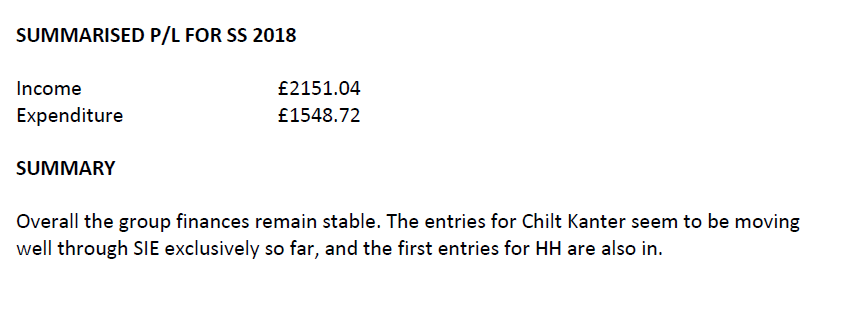 SUMMARISED P/L FOR SS 2018
Income £2151.04
Expenditure £1548.72
SUMMARY
Overall the group finances remain stable. The entries for Chilt Kanter seem to be moving
well through SIE exclusively so far, and the first entries for HH are also in.